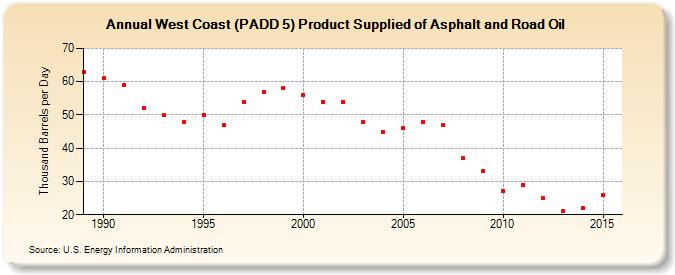 Annual West Coast (PADD 5) Product Supplied of Asphalt and Road Oil
Thousand Barrels per Day
70
60
50
40
30
20
1990 1995 2000 2005 2010 2015
Source: U.S. Energy Information Administration